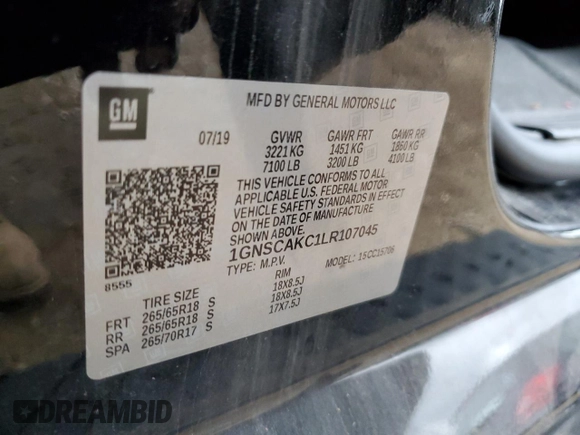 GM
MFD BY GENERAL MOTORS LLC
07/19 GVWR GAWR FRT GAWR RR
3221 KG 1451 KG 1860 KG
7100 LB 3200 LB 4100 LB
THIS VEHICLE CONFORMS TO ALL
APPLICABLE U.S. FEDERAL MOTOR
VEHICLE SAFETY STANDARDS IN EFFECT
ON THE DATE OF MANUFACTURE
SHOWN ABOVE.
1GNSCAKC1LR107045
TYPE: M.P.V. MODEL: 1SCC15706
8555
TIRE SIZE RIM
FRT 265/65R18 S 18X8.5J
RR 265/65R18 S 18X8.5J
SPA 265/70R17 S 17X7.5J
DREAMBID